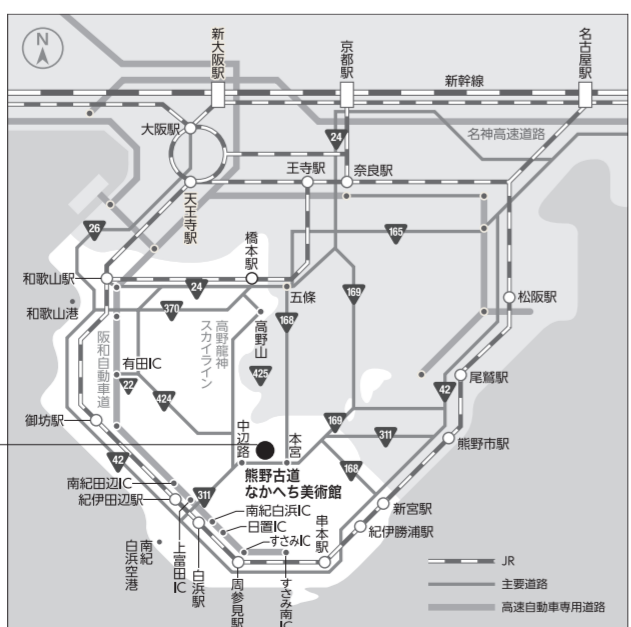 N
新大阪駅
京都駅
名古屋駅
新幹線
大阪駅
24
名神高速道路
王寺駅
奈良駅
天王寺駅
26
165
橋本駅
和歌山駅
24
五條
169
松阪駅
和歌山港
370
168
高野龍神
スカイライン
高野山
阪和自動車道
有田IC
425
尾鷲駅
22
424
42
御坊駅
中辺路
本宮
169
311
熊野市駅
42
熊野古道
なかへち美術館
168
南紀田辺IC
紀伊田辺駅
311
南紀白浜IC
新宮駅
日置IC
串本駅
紀伊勝浦駅
すさみIC
南紀
白浜空港
上富田IC
白浜駅
周参見駅
すさみ南IC
JR
主要道路
高速自動車専用道路